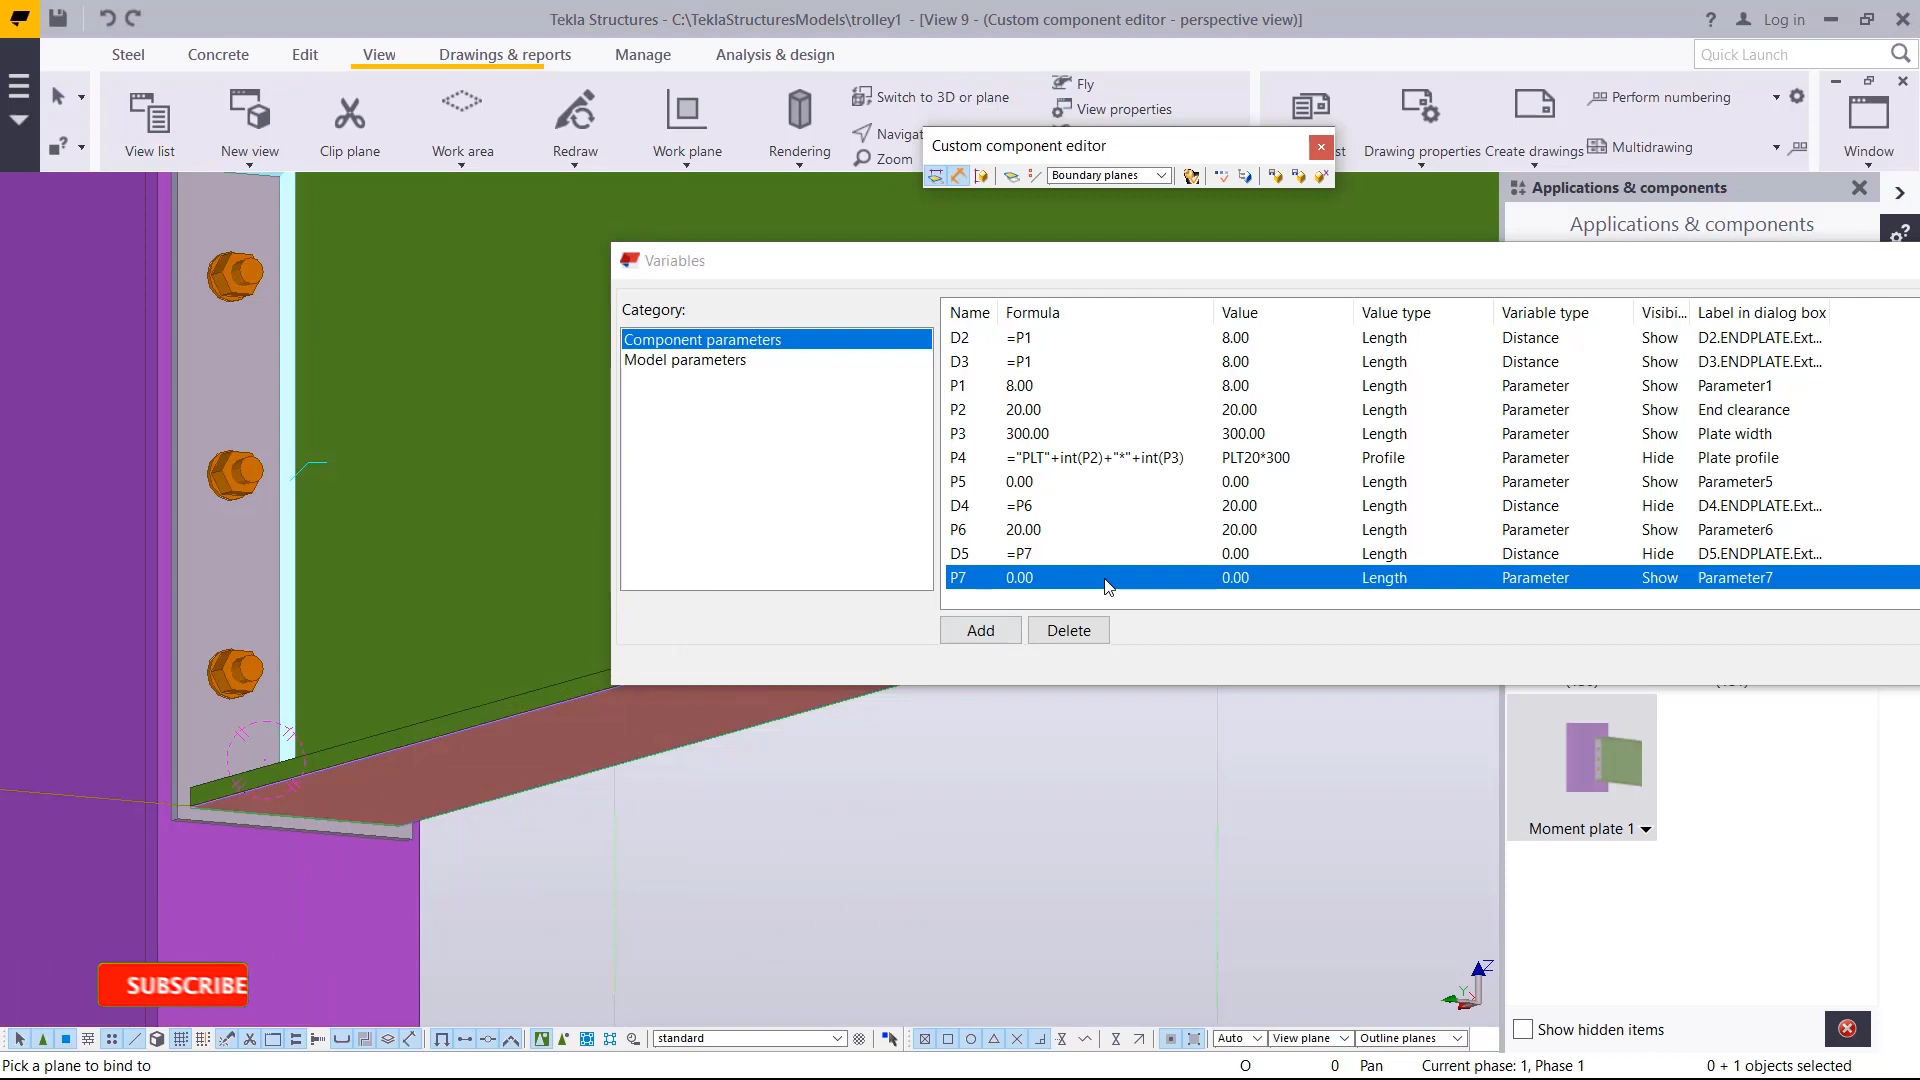 Tekla Structures - C:\TeklaStructuresModels\trolley1 - [View 9 - (Custom component editor - perspective view)]
? Log in
Steel Concrete Edit View Drawings & reports Manage Analysis & design
Quick Launch
Switch to 3D or plane
Fly
View properties
Navigat
Zoom
View list
New view
Clip plane
Work area
Redraw
Work plane
Rendering
Drawing properties
Create drawings
Perform numbering
Multidrawing
Window
Custom component editor
Boundary planes
Applications & components
Applications & components
Variables
Category:
Component parameters
Model parameters
Name Formula Value Value type Variable type Visibi... Label in dialog box
D2 =P1 8.00 Length Distance Show D2.ENDPLATE.Ext...
D3 =P1 8.00 Length Distance Show D3.ENDPLATE.Ext...
P1 8.00 8.00 Length Parameter Show Parameter1
P2 20.00 20.00 Length Parameter Show End clearance
P3 300.00 300.00 Length Parameter Show Plate width
P4 ="PLT"+int(P2)+"*"+int(P3) PLT20*300 Profile Parameter Hide Plate profile
P5 0.00 0.00 Length Parameter Show Parameter5
D4 =P6 20.00 Length Distance Hide D4.ENDPLATE.Ext...
P6 20.00 20.00 Length Parameter Show Parameter6
D5 =P7 0.00 Length Distance Hide D5.ENDPLATE.Ext...
P7 0.00 0.00 Length Parameter Show Parameter7
Add Delete
Moment plate 1
SUBSCRIBE
Z
Y
X
Show hidden items
standard
Auto View plane Outline planes
Pick a plane to bind to
O 0 Pan Current phase: 1, Phase 1 0 + 1 objects selected